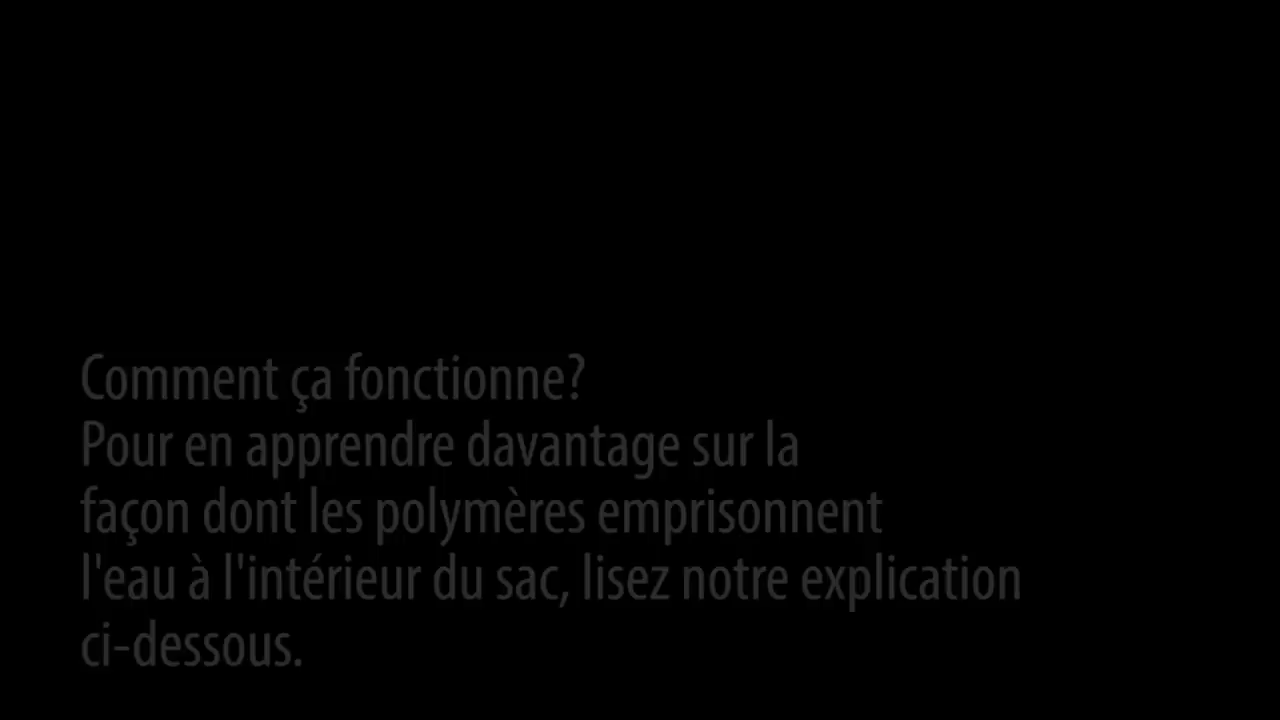 Comment ça fonctionne?
Pour en apprendre davantage sur la
façon dont les polymères emprisonnent
l'eau à l'intérieur du sac, lisez notre explication
ci-dessous.